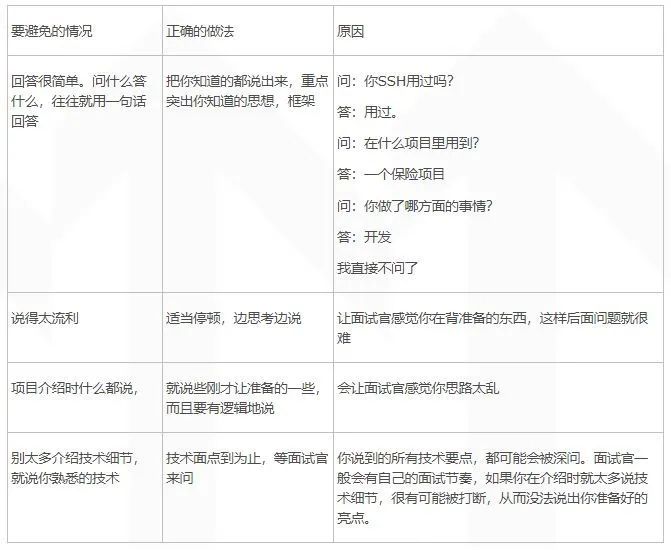 要避免的情况
正确的做法
原因
回答很简单。问什么答
什么，往往就用一句话
回答
把你知道的都说出来，重点
突出你知道的思想，框架
问：你SSH用过吗？
答：用过。
问：在什么项目里用到？
答：一个保险项目
问：你做了哪方面的事情？
答：开发
我直接不问了
说得太流利
适当停顿，边思考边说
让面试官感觉你在背准备的东西，这样后面问题就很
难
项目介绍时什么都说，
就说些刚才让准备的一些，
而且要有逻辑地说
会让面试官感觉你思路太乱
别太多介绍技术细节，
就说你熟悉的技术
技术面点到为止，等面试官
来问
你说到的所有技术要点，都可能会被深问。面试官一
般会有自己的面试节奏，如果你在介绍时就太多说技
术细节，很有可能被打断，从而没法说出你准备好的
亮点。